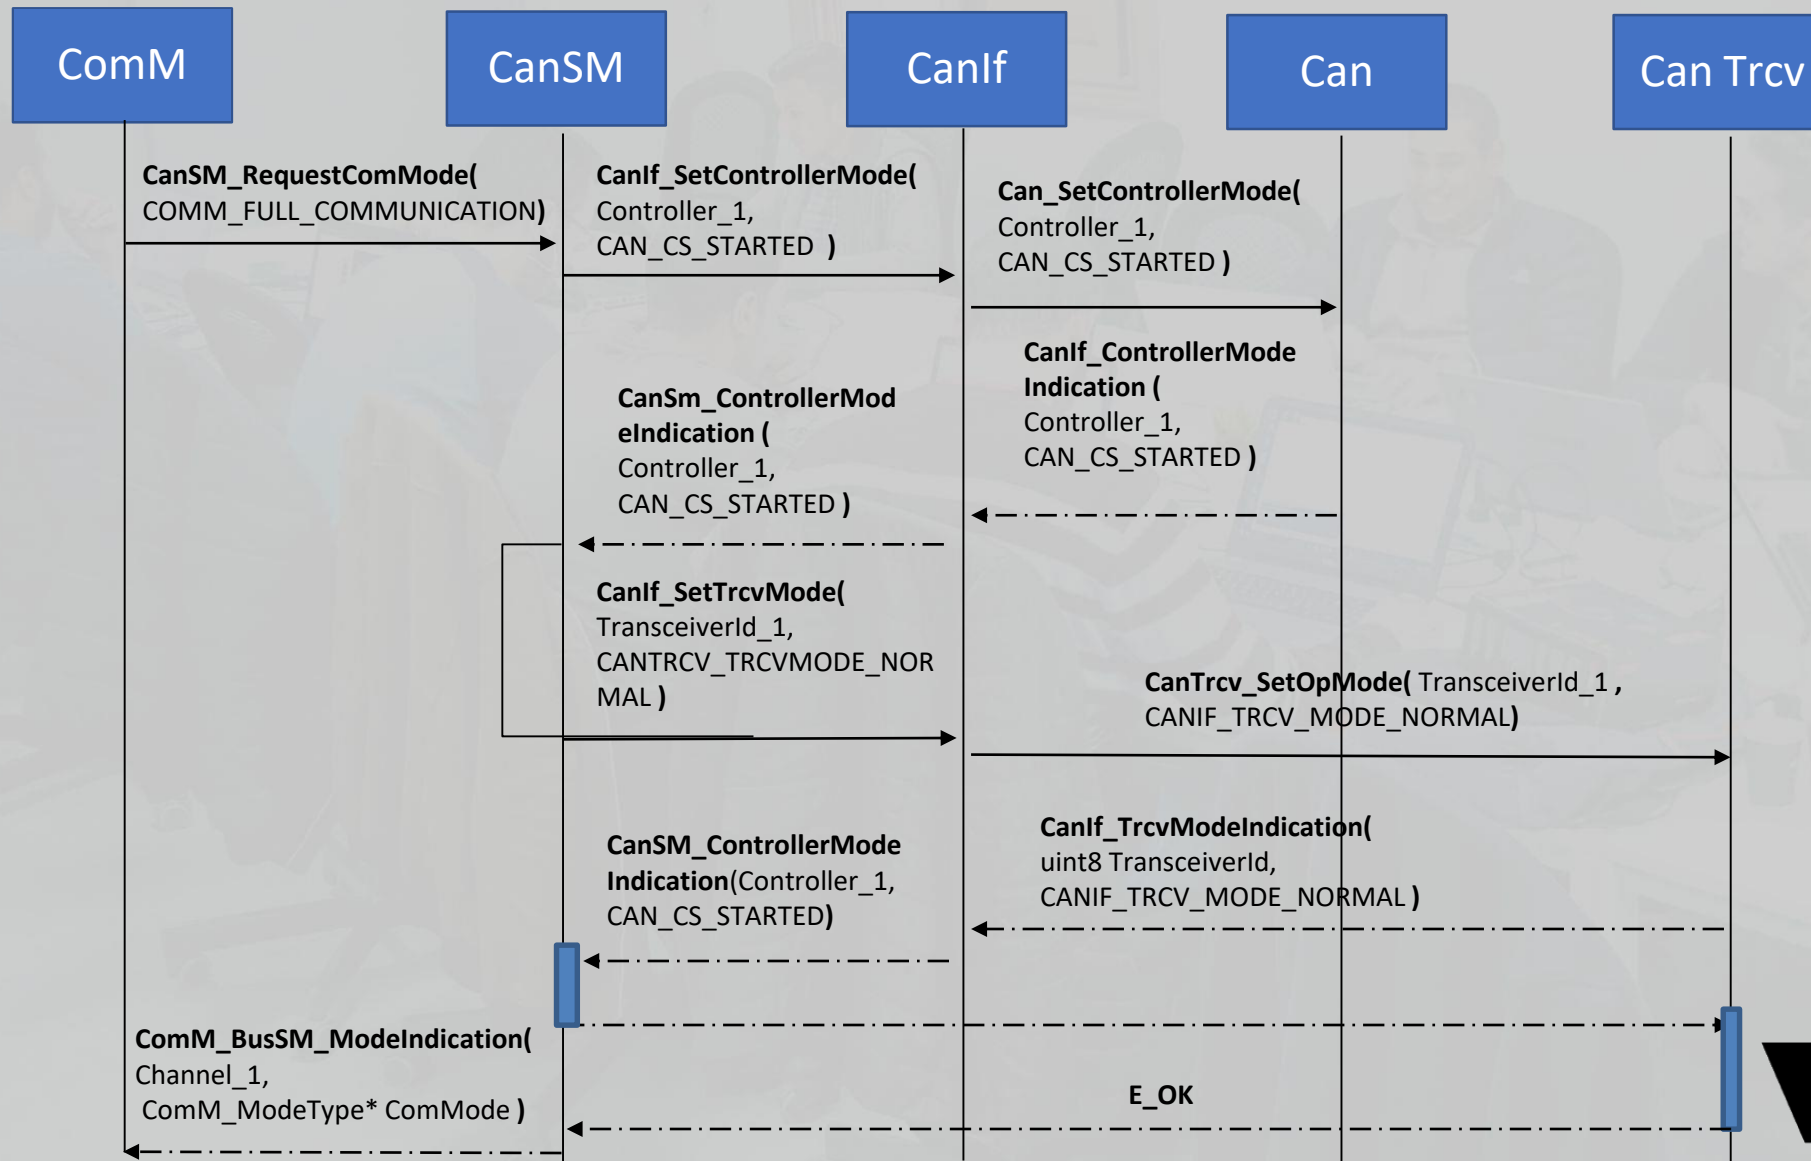 ComM
CanSM
CanIf
Can
Can Trcv
CanSM_RequestComMode(
COMM_FULL_COMMUNICATION)
CanIf_SetControllerMode(
Controller_1,
CAN_CS_STARTED )
Can_SetControllerMode(
Controller_1,
CAN_CS_STARTED )
CanIf_ControllerMode
Indication (
Controller_1,
CAN_CS_STARTED )
CanSm_ControllerMod
eIndication (
Controller_1,
CAN_CS_STARTED )
CanIf_SetTrcvMode(
TransceiverId_1,
CANTRCV_TRCVMODE_NOR
MAL )
CanTrcv_SetOpMode( TransceiverId_1 ,
CANIF_TRCV_MODE_NORMAL)
CanIf_TrcvModeIndication(
uint8 TransceiverId,
CANIF_TRCV_MODE_NORMAL )
CanSM_ControllerMode
Indication(Controller_1,
CAN_CS_STARTED)
ComM_BusSM_ModeIndication(
Channel_1,
ComM_ModeType* ComMode )
E_OK